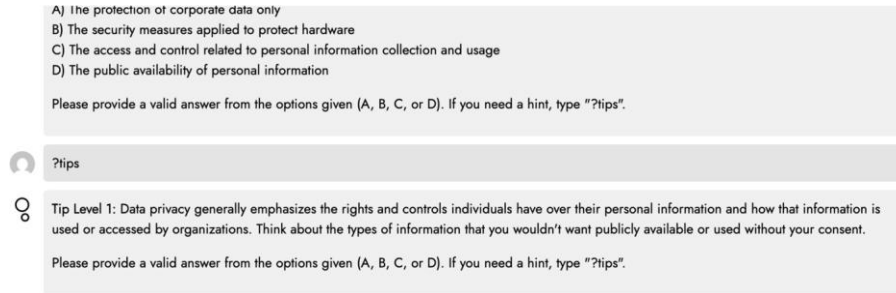 A) The protection of corporate data only
B) The security measures applied to protect hardware
C) The access and control related to personal information collection and usage
D) The public availability of personal information
Please provide a valid answer from the options given (A, B, C, or D). If you need a hint, type "?tips".
?tips
Tip Level 1: Data privacy generally emphasizes the rights and controls individuals have over their personal information and how that information is
used or accessed by organizations. Think about the types of information that you wouldn't want publicly available or used without your consent.
Please provide a valid answer from the options given (A, B, C, or D). If you need a hint, type "?tips".